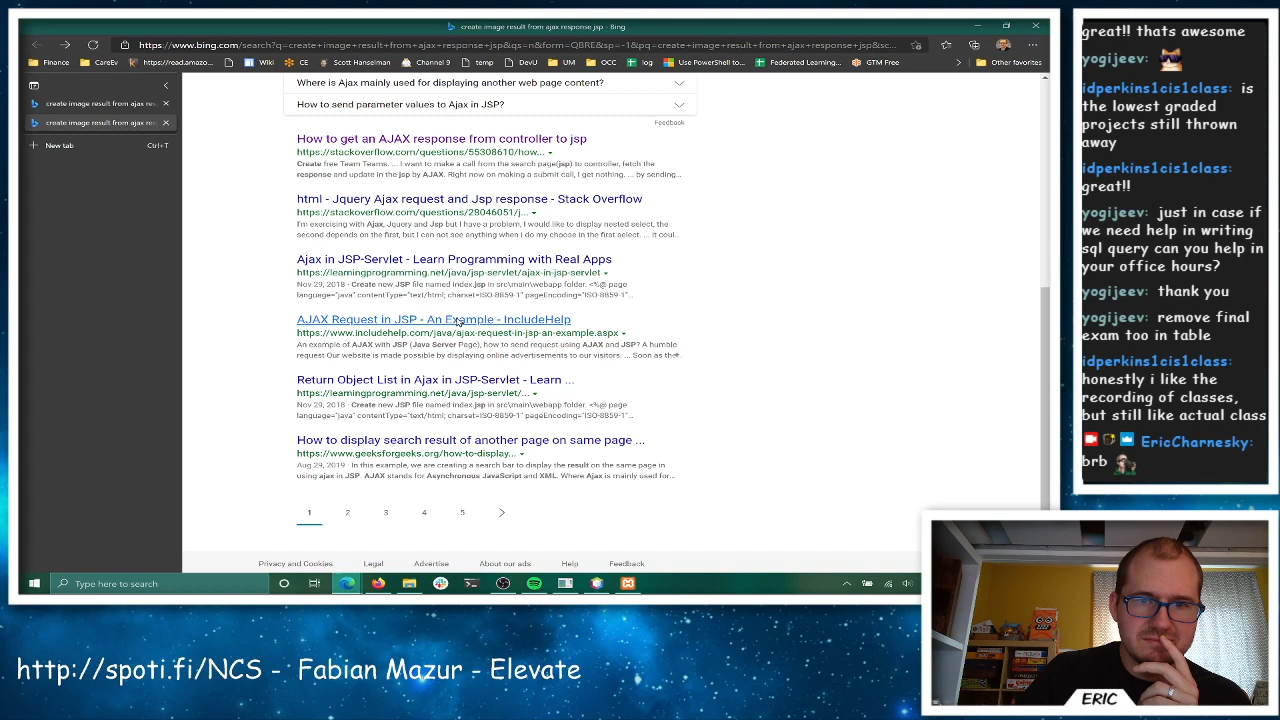 create image result from ajax response jsp - Bing
https://www.bing.com/search?q=create+image+result+from+ajax+response+jsp&qs=n&form=QBRE&sp=-1&pq=create+image+result+from+ajax+response+jsp&sc...
Finance
CareEv
https://read.amazo...
Wiki
CE
Scott Hanselman
Channel 9
temp
DevU
UM
OCC
log
Use PowerShell to...
Federated Learning...
GTM Free
Other favorites
create image result from ajax res
create image result from ajax res
New tab
Ctrl+T
Where is Ajax mainly used for displaying another web page content?
How to send parameter values to Ajax in JSP?
Feedback
How to get an AJAX response from controller to jsp
https://stackoverflow.com/questions/55308610/how...
Create free Team Teams. ... I want to make a call from the search page(jsp) to controller, fetch the
response and update in the jsp by AJAX. Right now on making a submit call, I get nothing. ... by sending...
html - Jquery Ajax request and Jsp response - Stack Overflow
https://stackoverflow.com/questions/28046051/j...
I'm exercising with Ajax, Jquery and Jsp but I have a problem, I would like to display nested select, the
second depends on the first, but I can not see anything when i do my choose in the first select. ... it coul...
Ajax in JSP-Servlet - Learn Programming with Real Apps
https://learningprogramming.net/java/jsp-servlet/ajax-in-jsp-servlet
Nov 29, 2018 · Create new JSP file named index.jsp in src\main\webapp folder. <%@ page
language="java" contentType="text/html; charset=ISO-8859-1" pageEncoding="ISO-8859-1"...
AJAX Request in JSP - An Example - IncludeHelp
https://www.includehelp.com/java/ajax-request-in-jsp-an-example.aspx
An example of AJAX with JSP (Java Server Page), how to send request using AJAX and JSP? A humble
request Our website is made possible by displaying online advertisements to our visitors. ... Soon as the
Return Object List in Ajax in JSP-Servlet - Learn ...
https://learningprogramming.net/java/jsp-servlet/...
Nov 29, 2018 · Create new JSP file named index.jsp in src\main\webapp folder. <%@ page
language="java" contentType="text/html; charset=ISO-8859-1" pageEncoding="ISO-8859-1"...
How to display search result of another page on same page ...
https://www.geeksforgeeks.org/how-to-display...
Aug 29, 2019 · In this example, we are creating a search bar to display the result on the same page in
using ajax in JSP. AJAX stands for Asynchronous JavaScript and XML. Where Ajax is mainly used for...
1 2 3 4 5
Privacy and Cookies
Legal
Advertise
About our ads
Help
Feedback
Type here to search
great!! thats awesome
yogijeev:
idperkins1cis1class: is
the lowest graded
projects still thrown
away
idperkins1cis1class:
great!!
yogijeev: just in case if
we need help in writing
sql query can you help in
your office hours?
yogijeev: thank you
yogijeev: remove final
exam too in table
idperkins1cis1class:
honestly i like the
recording of classes,
but still like actual class
EricCharnesky:
brb
ERIC
http://spoti.fi/NCS - Fabian Mazur - Elevate